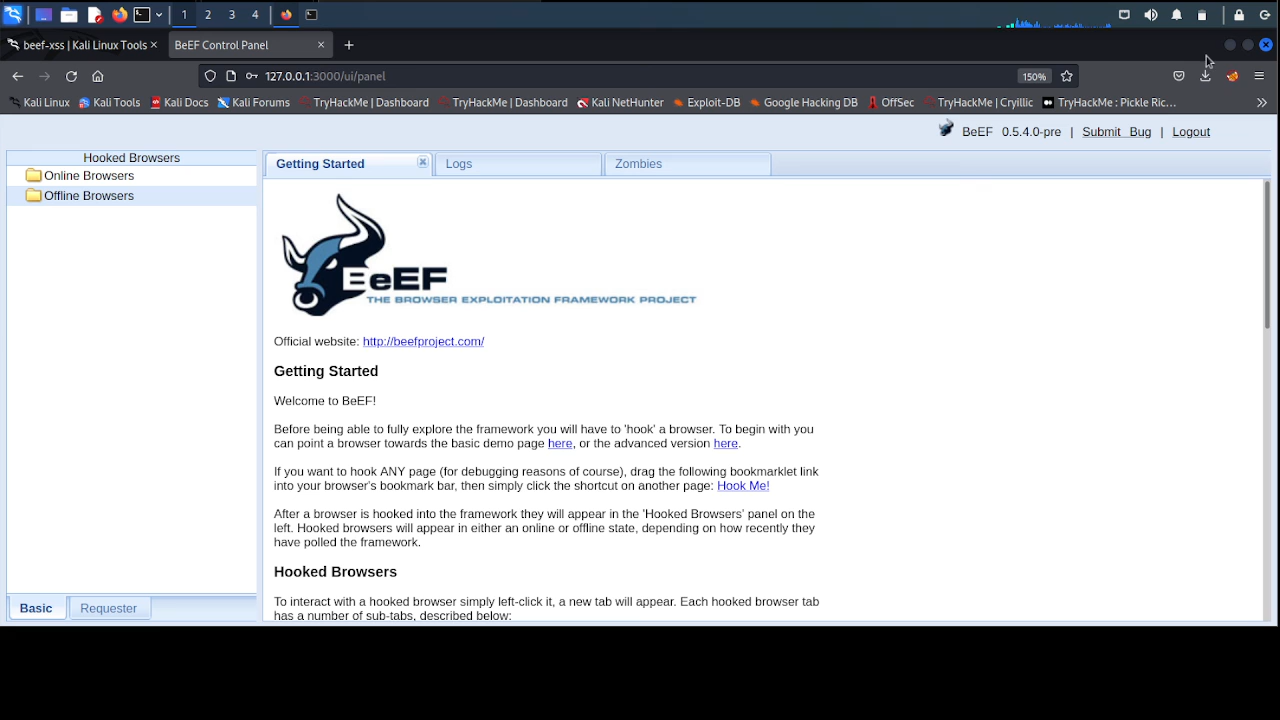 1 2 3 4
beef-xss | Kali Linux Tools
BeEF Control Panel
127.0.0.1:3000/ui/panel
150%
Kali Linux
Kali Tools
Kali Docs
Kali Forums
TryHackMe | Dashboard
TryHackMe | Dashboard
Kali NetHunter
Exploit-DB
Google Hacking DB
OffSec
TryHackMe | Cryillic
TryHackMe : Pickle Ric...
BeEF 0.5.4.0-pre | Submit Bug | Logout
Hooked Browsers
Online Browsers
Offline Browsers
Basic
Requester
Getting Started
Logs
Zombies
BeEF
THE BROWSER EXPLOITATION FRAMEWORK PROJECT
Official website: http://beefproject.com/
Getting Started
Welcome to BeEF!
Before being able to fully explore the framework you will have to 'hook' a browser. To begin with you
can point a browser towards the basic demo page here, or the advanced version here.
If you want to hook ANY page (for debugging reasons of course), drag the following bookmarklet link
into your browser's bookmark bar, then simply click the shortcut on another page: Hook Me!
After a browser is hooked into the framework they will appear in the 'Hooked Browsers' panel on the
left. Hooked browsers will appear in either an online or offline state, depending on how recently they
have polled the framework.
Hooked Browsers
To interact with a hooked browser simply left-click it, a new tab will appear. Each hooked browser tab
has a number of sub-tabs, described below: